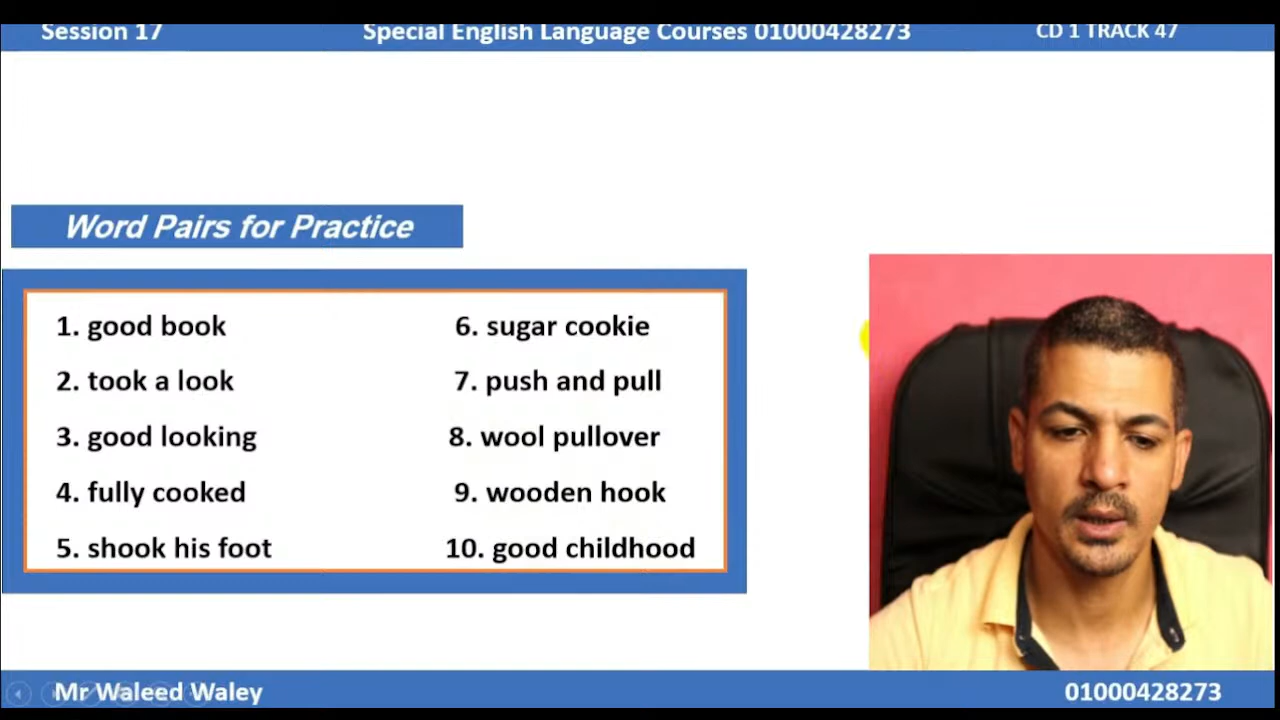 Session 17 Special English Language Courses 01000428273 CD 1 TRACK 47
Word Pairs for Practice
1. good book
2. took a look
3. good looking
4. fully cooked
5. shook his foot
6. sugar cookie
7. push and pull
8. wool pullover
9. wooden hook
10. good childhood
Mr Waleed Waley 01000428273